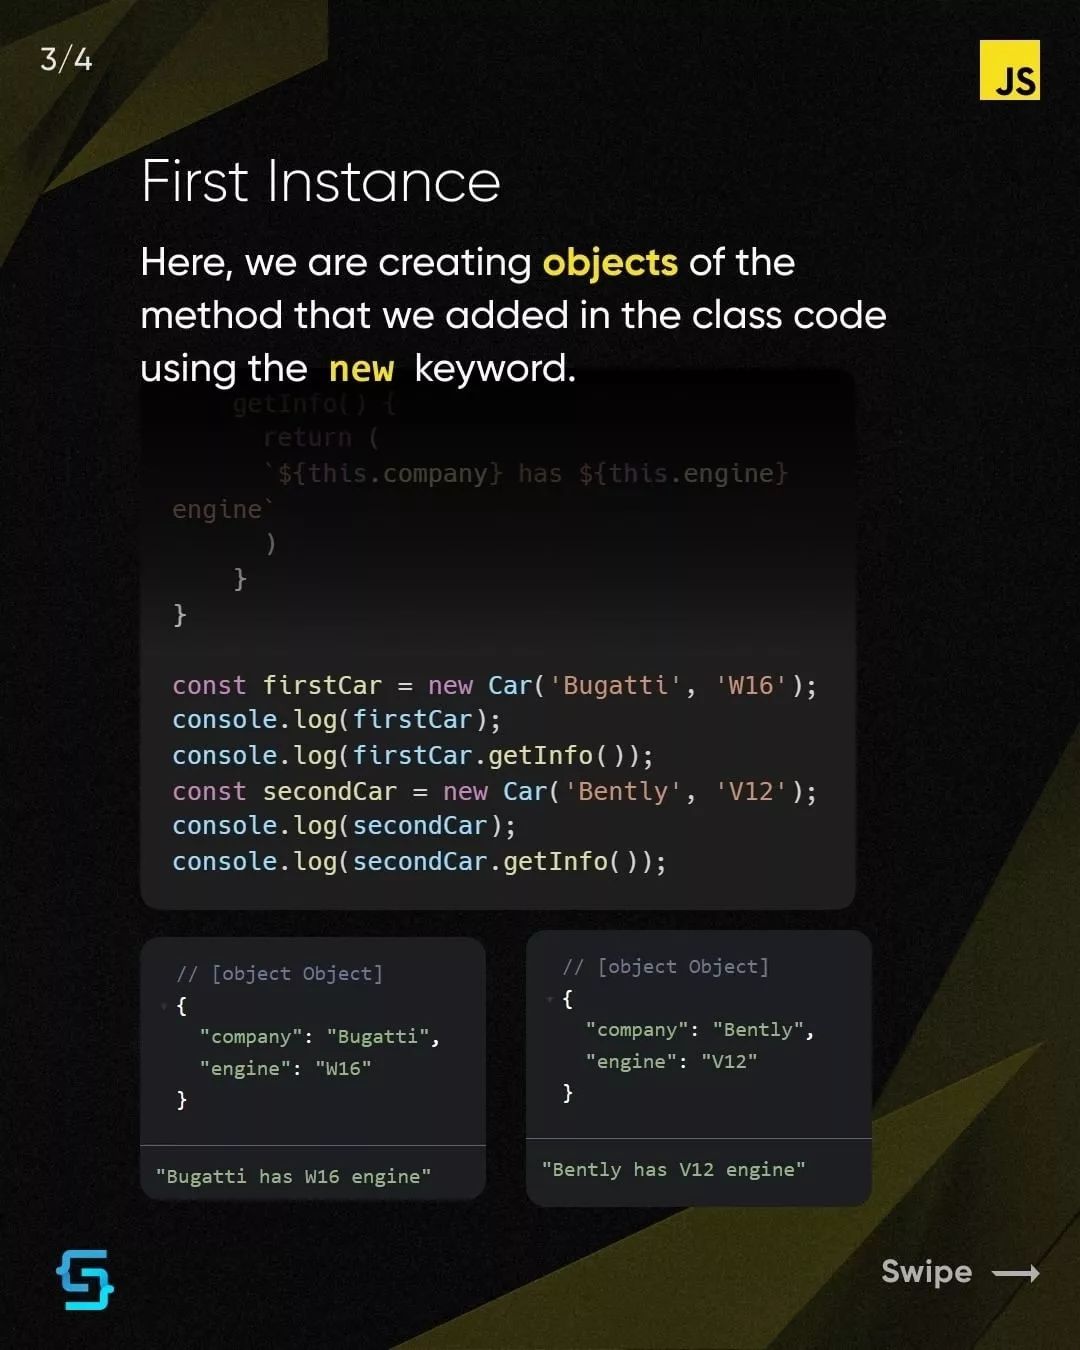 3/4
JS
First Instance
Here, we are creating objects of the
method that we added in the class code
using the new keyword.
getInfo() {
return (
`${this.company} has ${this.engine}
engine`
)
}
}
const firstCar = new Car('Bugatti', 'W16');
console.log(firstCar);
console.log(firstCar.getInfo());
const secondCar = new Car('Bently', 'V12');
console.log(secondCar);
console.log(secondCar.getInfo());
// [object Object]
{
"company": "Bugatti",
"engine": "W16"
}
"Bugatti has W16 engine"
// [object Object]
{
"company": "Bently",
"engine": "V12"
}
"Bently has V12 engine"
Swipe